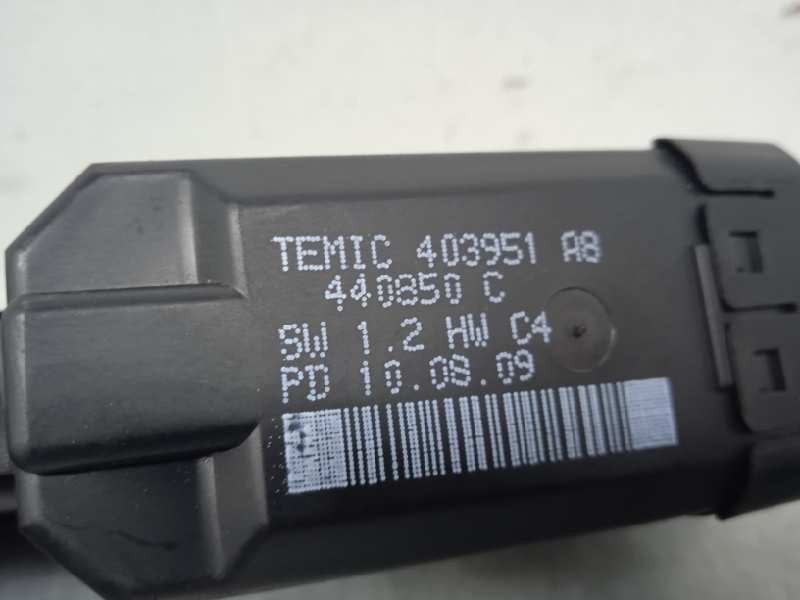 TEMIC 403951 A8
440850 C
SW 1.2 HW C4
PD 10.08.09